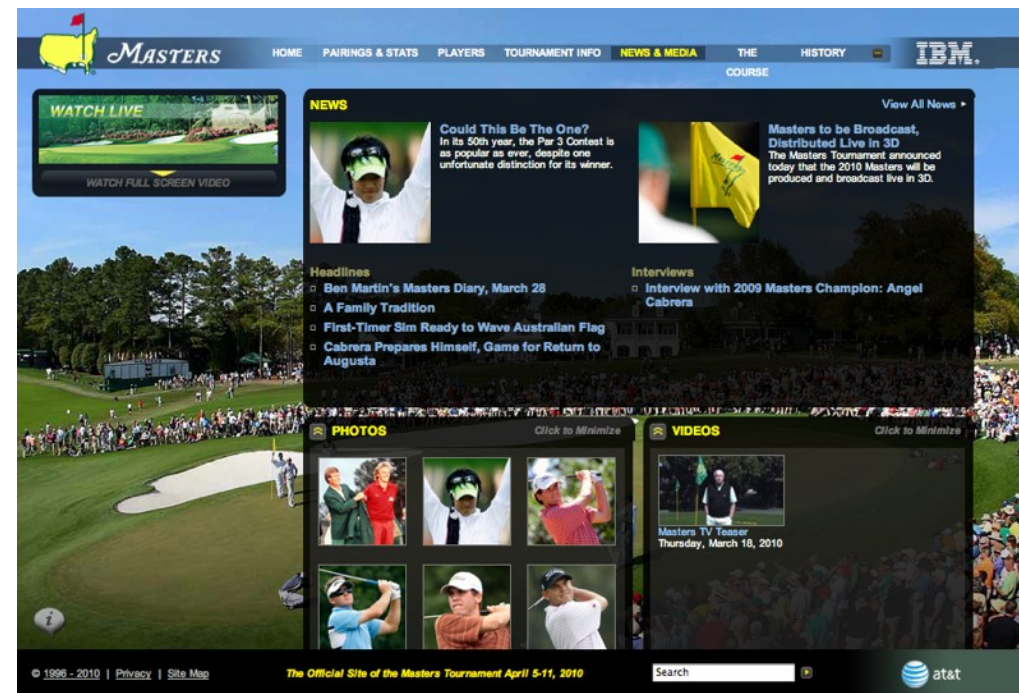 MASTERS
HOME PAIRINGS & STATS PLAYERS TOURNAMENT INFO NEWS & MEDIA THE COURSE HISTORY
IBM.
WATCH LIVE
WATCH FULL SCREEN VIDEO
NEWS
View All News
Could This Be The One?
In its 50th year, the Par 3 Contest is
as popular as ever, despite one
unfortunate distinction for its winner.
Masters
Masters to be Broadcast,
Distributed Live in 3D
The Masters Tournament announced
today that the 2010 Masters will be
produced and broadcast live in 3D.
Headlines
Ben Martin's Masters Diary, March 28
A Family Tradition
First-Timer Sim Ready to Wave Australian Flag
Cabrera Prepares Himself, Game for Return to
Augusta
Interviews
Interview with 2009 Masters Champion: Angel
Cabrera
PHOTOS
Click to Minimize
VIDEOS
Click to Minimize
Masters TV Teaser
Thursday, March 18, 2010
i
© 1996 - 2010 | Privacy | Site Map
The Official Site of the Masters Tournament April 5-11, 2010
Search
at&t